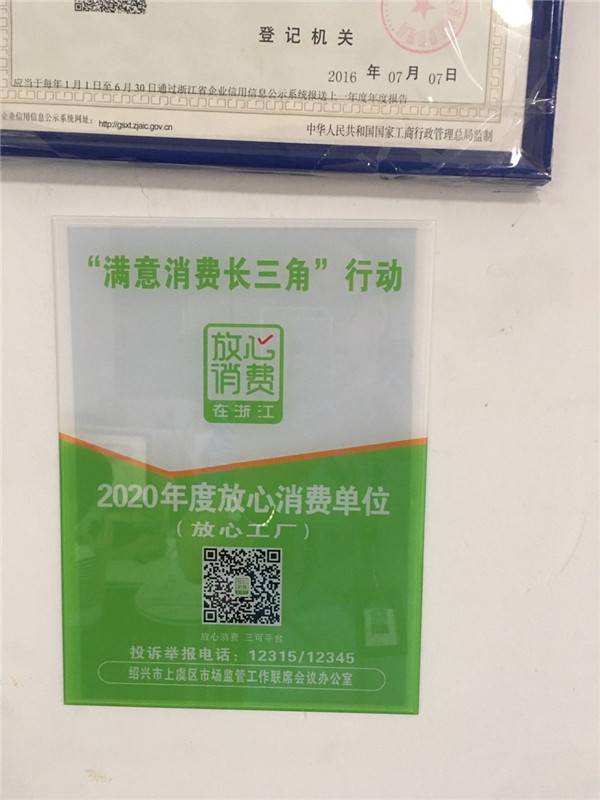 登记机关
2016 年 07月 07日
应当于每年1月1日至6月30日通过浙江省企业信用信息公示系统报送上一年度年度报告
企业信用信息公示系统网址: http://gsxt.zjaic.gov.cn
中华人民共和国国家工商行政管理总局监制
“满意消费长三角”行动
放心
消费
在浙江
2020年度放心消费单位
(放心工厂)
放心消费 三可平台
投诉举报电话:12315/12345
绍兴市上虞区市场监管工作联席会议办公室